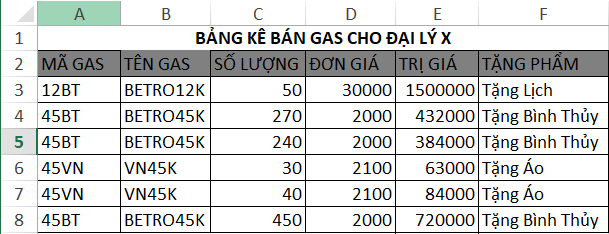 A B C D E F
1 BẢNG KÊ BÁN GAS CHO ĐẠI LÝ X
2 MÃ GAS TÊN GAS SỐ LƯỢNG ĐƠN GIÁ TRỊ GIÁ TẶNG PHẨM
3 12BT BETRO12K 50 30000 1500000 Tặng Lịch
4 45BT BETRO45K 270 2000 432000 Tặng Bình Thủy
5 45BT BETRO45K 240 2000 384000 Tặng Bình Thủy
6 45VN VN45K 30 2100 63000 Tặng Áo
7 45VN VN45K 40 2100 84000 Tặng Áo
8 45BT BETRO45K 450 2000 720000 Tặng Bình Thủy